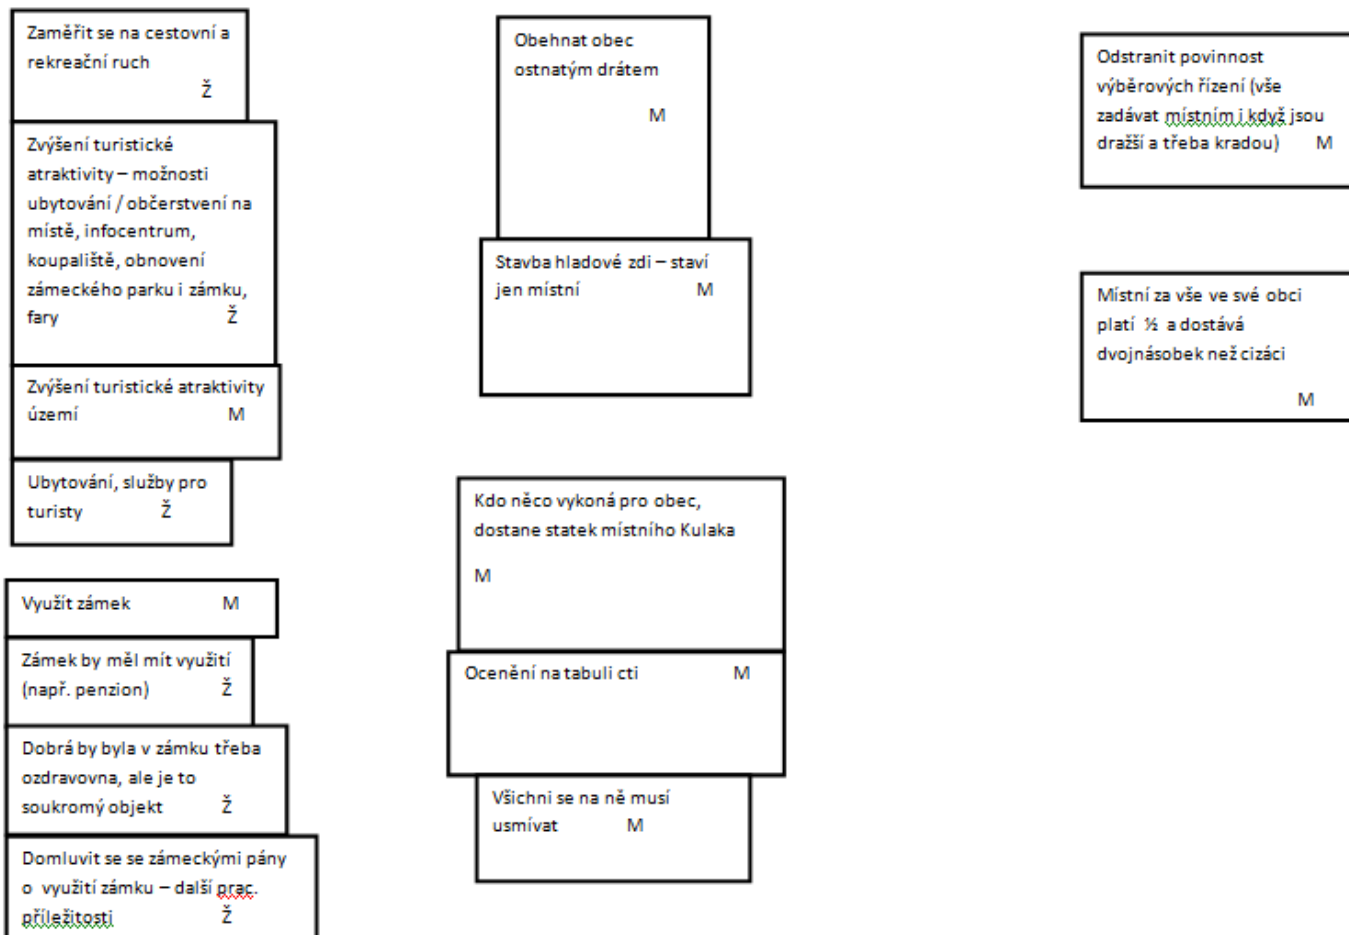 Zaměřit se na cestovní a
rekreační ruch
Ž
Zvýšení turistické
atraktivity – možnosti
ubytování / občerstvení na
místě, infocentrum,
koupaliště, obnovení
zámeckého parku i zámku,
fary Ž
Zvýšení turistické atraktivity
území M
Ubytování, služby pro
turisty Ž
Využít zámek M
Zámek by měl mít využití
(např. penzion) Ž
Dobrá by byla v zámku třeba
ozdravovna, ale je to
soukromý objekt Ž
Domluvit se se zámeckými pány
o využití zámku – další prac.
příležitosti Ž
Obehnat obec
ostnatým drátem
M
Stavba hladové zdi – staví
jen místní M
Kdo něco vykoná pro obec,
dostane statek místního Kulaka
M
Ocenění na tabuli cti M
Všichni se na ně musí
usmívat M
Odstranit povinnost
výběrových řízení (vše
zadávat místním i když jsou
dražší a třeba kradou) M
Místní za vše ve své obci
platí ½ a dostává
dvojnásobek než cizáci
M